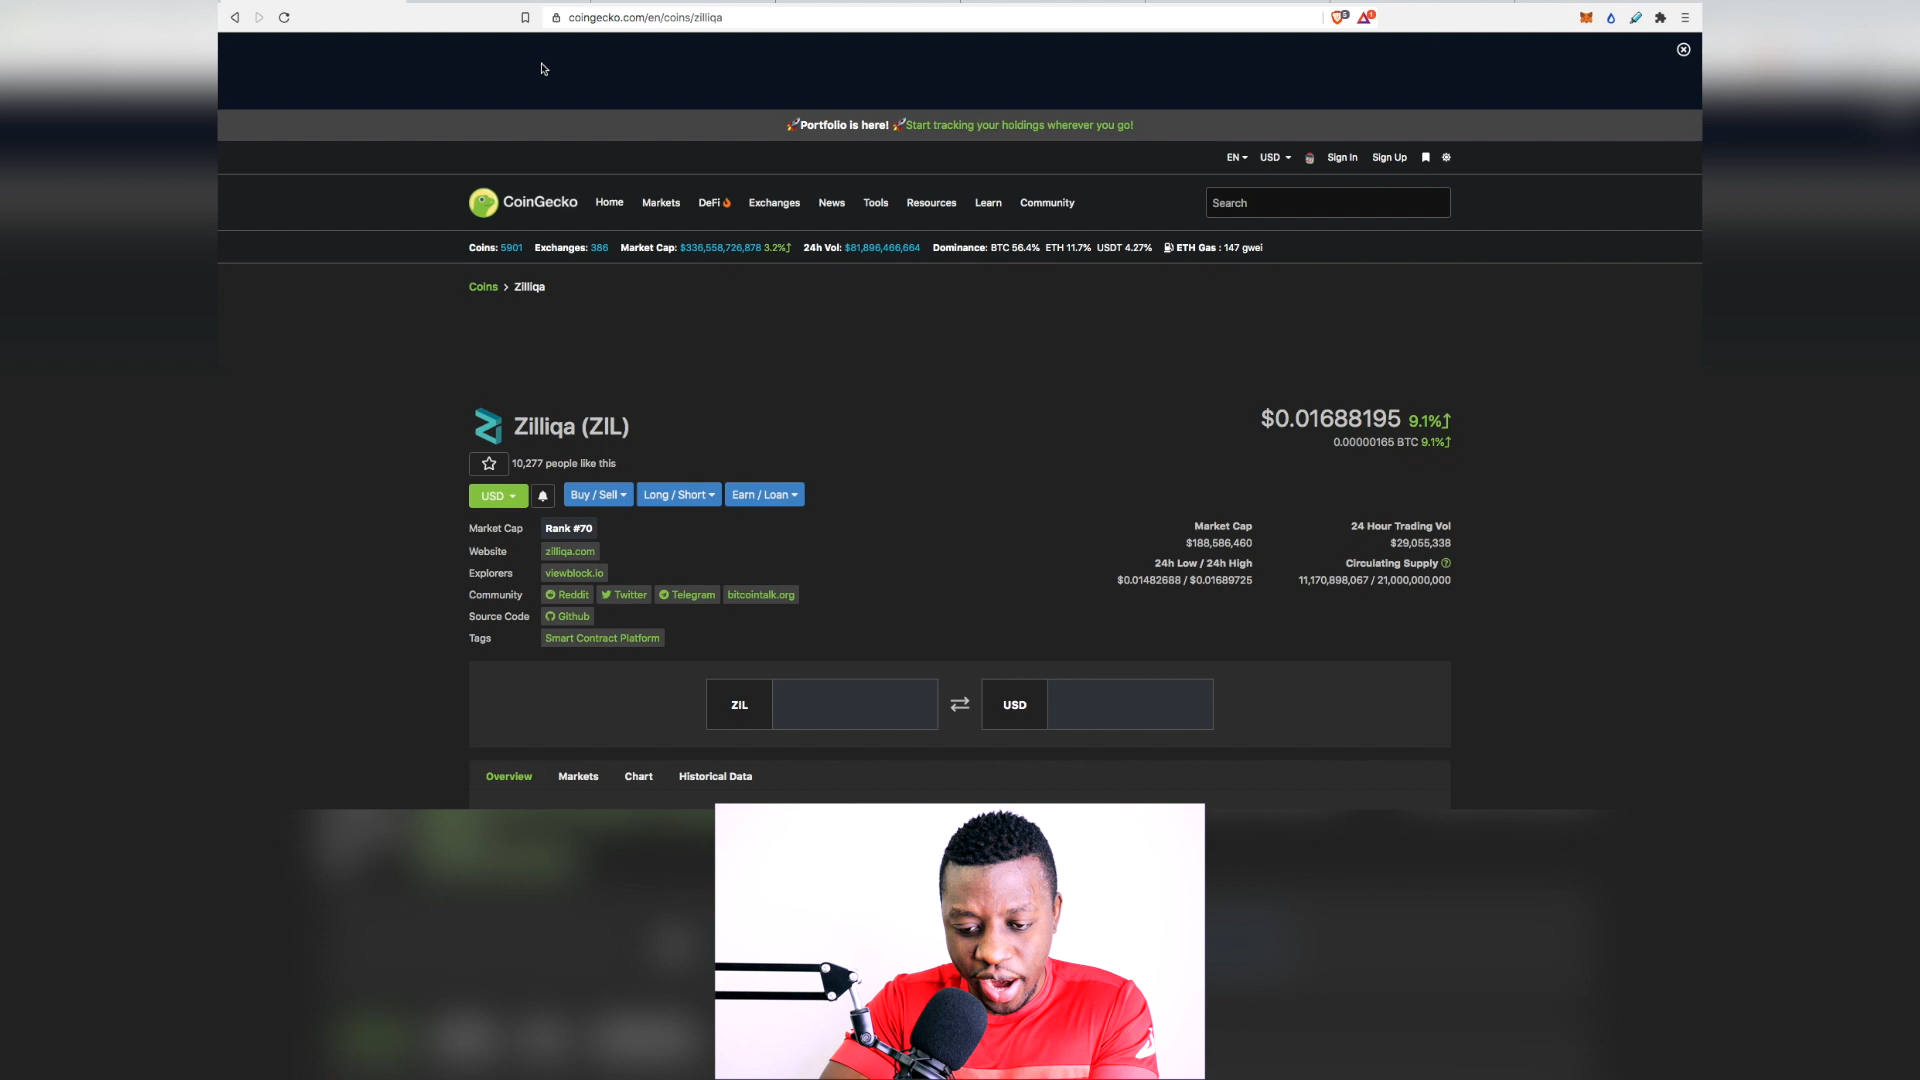 coingecko.com/en/coins/zilliqa
🚀Portfolio is here! 🚀Start tracking your holdings wherever you go!
EN USD Sign In Sign Up
CoinGecko Home Markets DeFi Exchanges News Tools Resources Learn Community Search
Coins: 5901 Exchanges: 386 Market Cap: $336,558,726,878 3.2% 24h Vol: $81,896,466,664 Dominance: BTC 56.4% ETH 11.7% USDT 4.27% ETH Gas : 147 gwei
Coins > Zilliqa
Zilliqa (ZIL)
$0.01688195 9.1%
0.00000165 BTC 9.1%
10,277 people like this
USD Buy / Sell Long / Short Earn / Loan
Market Cap Rank #70
Website zilliqa.com
Explorers viewblock.io
Community Reddit Twitter Telegram bitcointalk.org
Source Code Github
Tags Smart Contract Platform
Market Cap 24 Hour Trading Vol
$188,586,460 $29,055,338
24h Low / 24h High Circulating Supply
$0.01482688 / $0.01689725 11,170,898,067 / 21,000,000,000
ZIL USD
Overview Markets Chart Historical Data